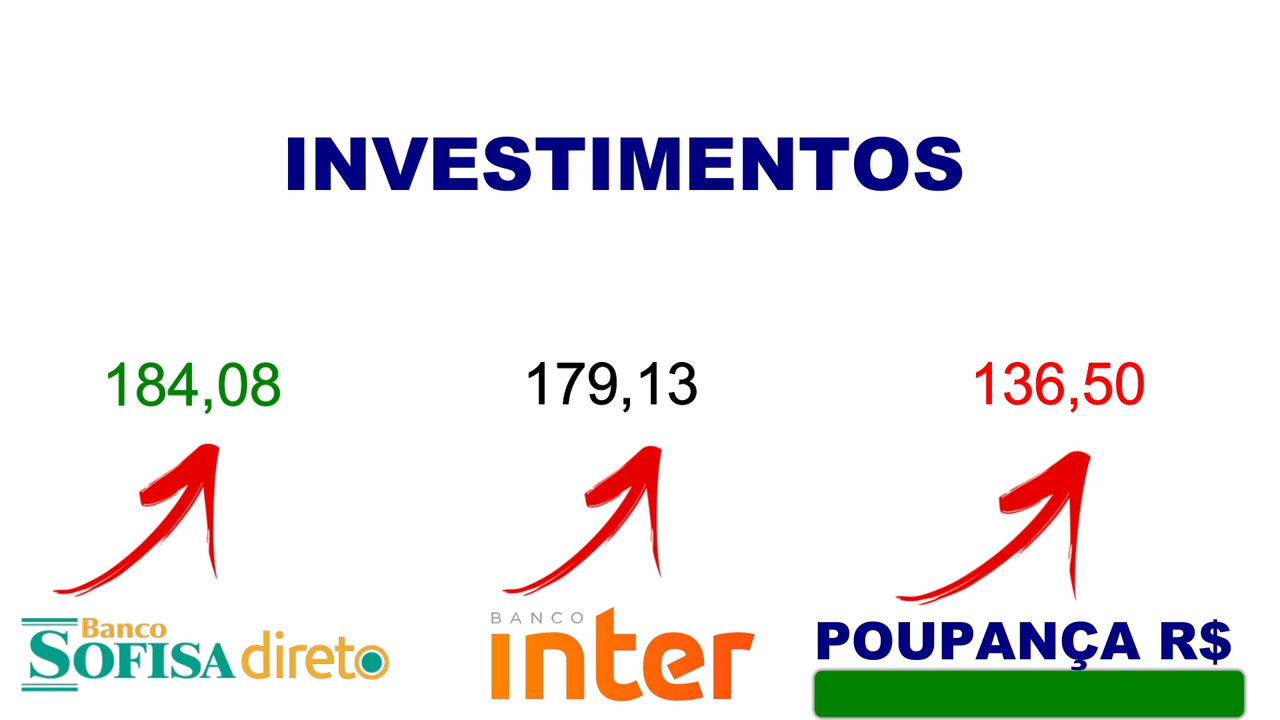 INVESTIMENTOS
184,08
179,13
136,50
Banco
SOFISA direto
BANCO
inter
POUPANÇA R$